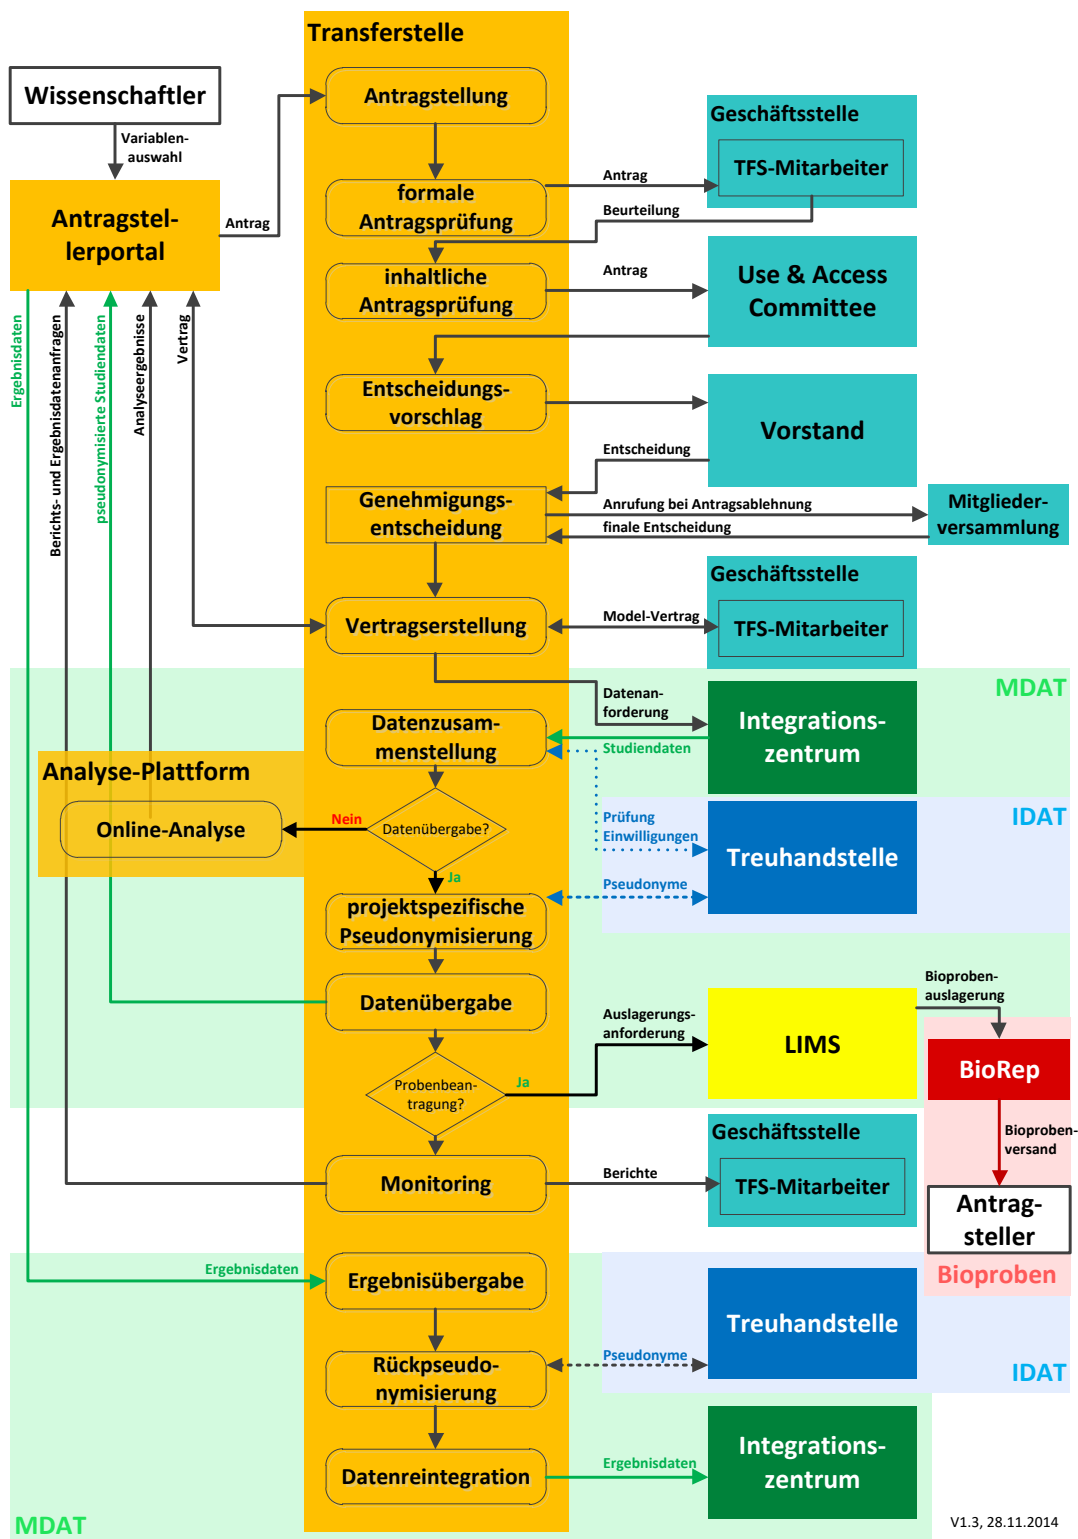 Transferstelle
Wissenschaftler
Antragstellung
Geschäftsstelle
Variablen-
auswahl
TFS-Mitarbeiter
Antrag
formale
Antragsprüfung
Antragstel-
lerportal
Antrag
Beurteilung
inhaltliche
Antragsprüfung
Antrag
Use & Access
Committee
Ergebnisdaten
Berichts- und Ergebnisdatenanfragen
pseudonymisierte Studiendaten
Analyseergebnisse
Vertrag
Entscheidungs-
vorschlag
Vorstand
Entscheidung
Genehmigungs-
entscheidung
Anrufung bei Antragsablehnung
finale Entscheidung
Mitglieder-
versammlung
Geschäftsstelle
Vertragserstellung
Model-Vertrag
TFS-Mitarbeiter
MDAT
Datenan-
forderung
Integrations-
zentrum
Datenzusam-
menstellung
Studiendaten
Analyse-Plattform
Online-Analyse
Nein
Datenübergabe?
Prüfung
Einwilligungen
IDAT
Treuhandstelle
Ja
Pseudonyme
projektspezifische
Pseudonymisierung
Datenübergabe
Bioproben-
auslagerung
Auslagerungs-
anforderung
LIMS
BioRep
Probenbean-
tragung?
Ja
Geschäftsstelle
Bioproben-
versand
Monitoring
Berichte
TFS-Mitarbeiter
Antrag-
steller
Bioproben
Ergebnisdaten
Ergebnisübergabe
Treuhandstelle
Pseudonyme
Rückpseudo-
nymisierung
IDAT
Integrations-
zentrum
Datenreintegration
Ergebnisdaten
MDAT
V1.3, 28.11.2014